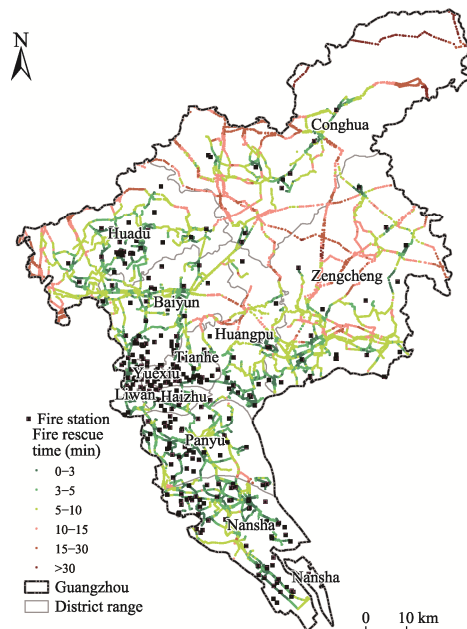 N
Conghua
Huadu
Zengcheng
Baiyun
Huangpu
Tianhe
Yuexiu
Liwan Haizhu
Fire station
Fire rescue
time (min)
Panyu
0−3
3−5
5−10
10−15
Nansha
15−30
>30
Nansha
Guangzhou
District range
0 10 km